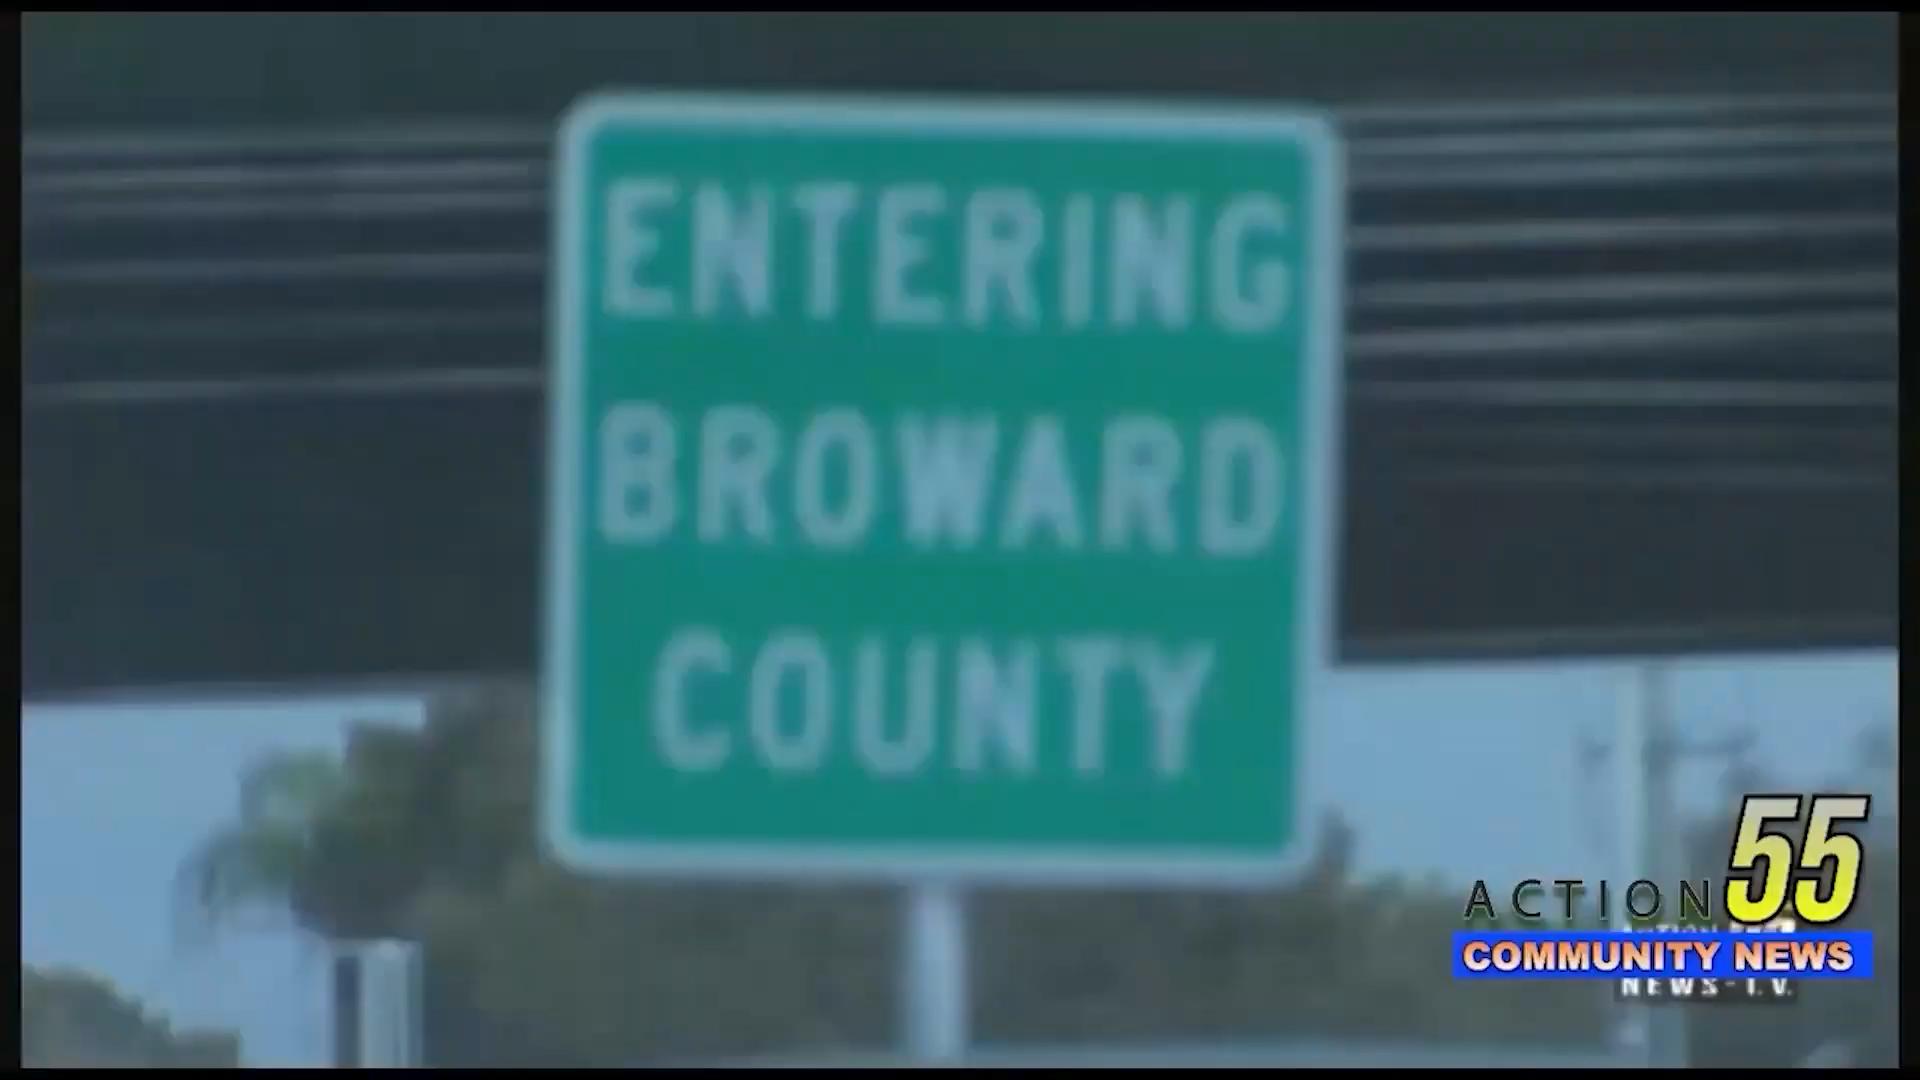 ENTERING
BROWARD
COUNTY
ACTION 55
COMMUNITY NEWS
NEWS-T.V.